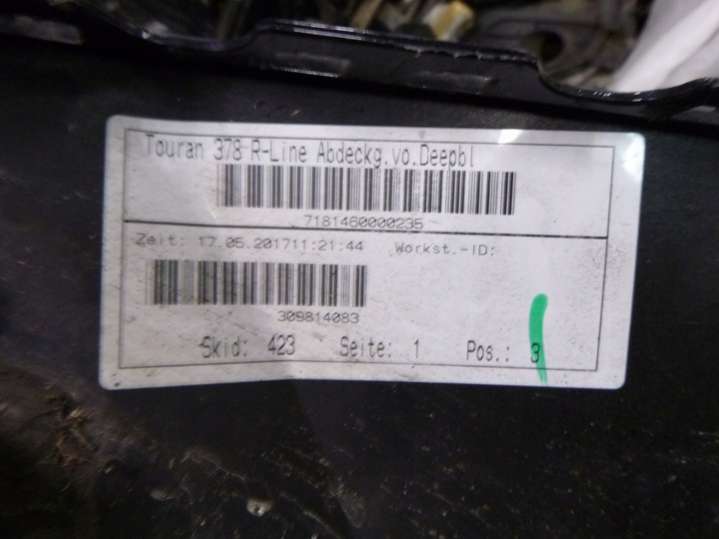 Touran 378 R-Line Abdeckg.vo.Deepbl
7181460000235
Zeit: 17.05.201711:21:44 Workst.-ID:
309814083
Skid: 423 Seite: 1 Pos.: 3